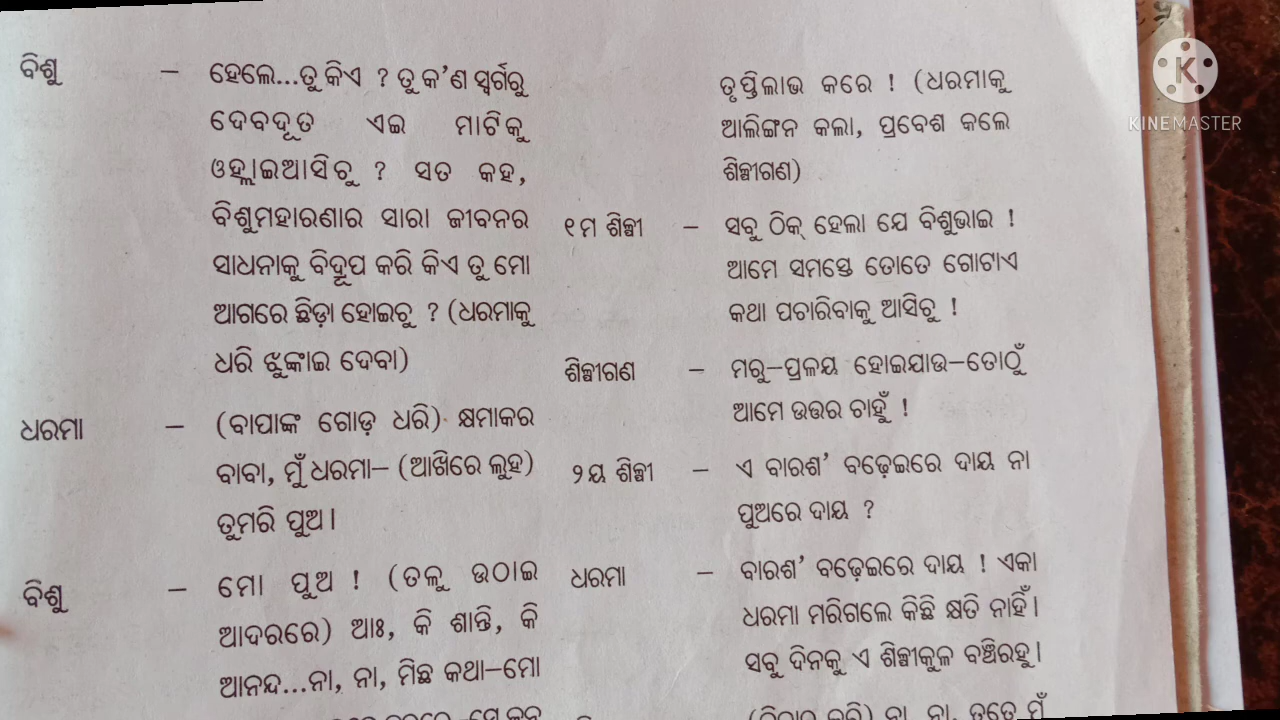 ବିଶୁ – ହେଲେ...ତୁ କିଏ ? ତୁ କ'ଣ ସ୍ୱର୍ଗରୁ
ଦେବଦୂତ ଏଇ ମାଟିକୁ
ଓହ୍ଲାଇଆସିଚୁ ? ସତ କହ,
ବିଶୁମହାରଣାର ସାରା ଜୀବନର
ସାଧନାକୁ ବିଦ୍ରୂପ କରି କିଏ ତୁ ମୋ
ଆଗରେ ଛିଡ଼ା ହୋଇଚୁ ? (ଧରମାକୁ
ଧରି ଝୁଙ୍କାଇ ଦେବା)
ଧରମା – (ବାପାଙ୍କ ଗୋଡ଼ ଧରି) କ୍ଷମାକର
ବାବା, ମୁଁ ଧରମା– (ଆଖିରେ ଲୁହ)
ତୁମରି ପୁଅ।
ବିଶୁ – ମୋ ପୁଅ ! (ତଳୁ ଉଠାଇ
ଆଦରରେ) ଆଃ, କି ଶାନ୍ତି, କି
ଆନନ୍ଦ...ନା, ନା, ମିଛ କଥା–ମୋ
ତୃପ୍ତିଲାଭ କରେ ! (ଧରମାକୁ
ଆଲିଙ୍ଗନ କଲା, ପ୍ରବେଶ କଲେ
ଶିଳ୍ପୀଗଣ)
୧ମ ଶିଳ୍ପୀ – ସବୁ ଠିକ୍ ହେଲା ଯେ ବିଶୁଭାଇ !
ଆମେ ସମସ୍ତେ ତୋତେ ଗୋଟାଏ
କଥା ପଚାରିବାକୁ ଆସିଚୁ !
ଶିଳ୍ପୀଗଣ – ମରୁ–ପ୍ରଳୟ ହୋଇଯାଉ–ତୋଠୁଁ
ଆମେ ଉତ୍ତର ଚାହୁଁ !
୨ୟ ଶିଳ୍ପୀ – ଏ ବାରଶ' ବଢ଼େଇରେ ଦାୟ ନା
ପୁଅରେ ଦାୟ ?
ଧରମା – ବାରଶ' ବଢ଼େଇରେ ଦାୟ ! ଏକା
ଧରମା ମରିଗଲେ କିଛି କ୍ଷତି ନାହିଁ।
ସବୁ ଦିନକୁ ଏ ଶିଳ୍ପୀକୁଳ ବଞ୍ଚିରହୁ।
K
KINEMASTER